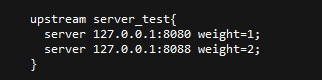 upstream server_test{
server 127.0.0.1:8080 weight=1;
server 127.0.0.1:8088 weight=2;
}